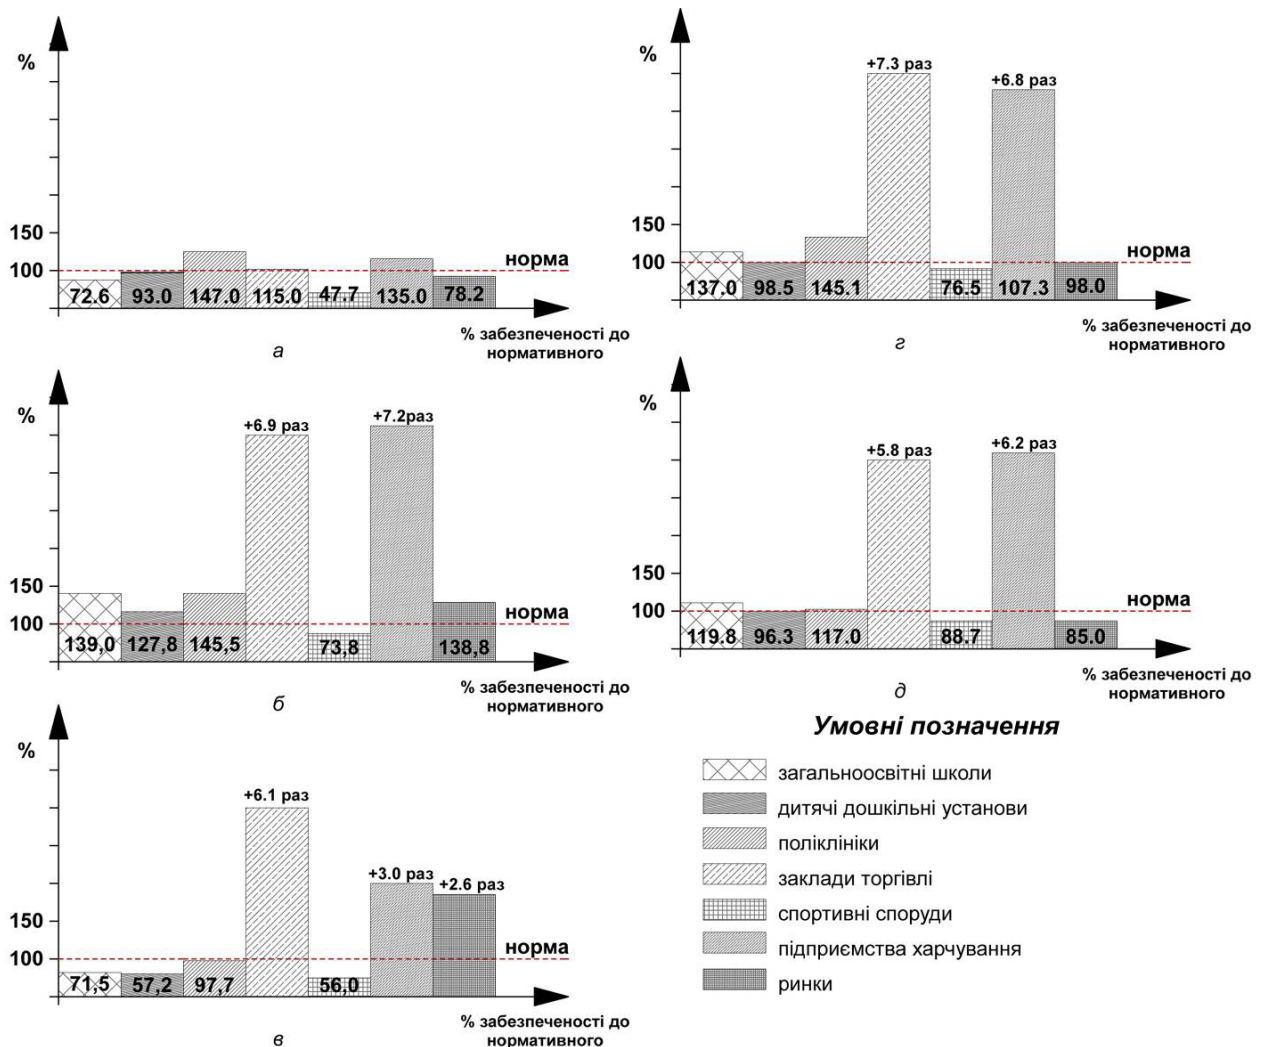 %
150
100
норма
72.6 93.0 147.0 115.0 47.7 135.0 78.2
% забезпеченості до
нормативного
а
%
+6.9 раз
+7.2раз
150
100
норма
139,0 127,8 145,5 73,8 138,8
% забезпеченості до
нормативного
б
%
+6.1 раз
+3.0 раз
+2.6 раз
150
100
норма
71,5 57,2 97,7 56,0
% забезпеченості до
нормативного
в
%
+7.3 раз
+6.8 раз
150
100
норма
137.0 98.5 145.1 76.5 107.3 98.0
% забезпеченості до
нормативного
г
%
+5.8 раз
+6.2 раз
150
100
норма
119.8 96.3 117.0 88.7 85.0
% забезпеченості до
нормативного
д
Умовні позначення
загальноосвітні школи
дитячі дошкільні установи
поліклініки
заклади торгівлі
спортивні споруди
підприємства харчування
ринки